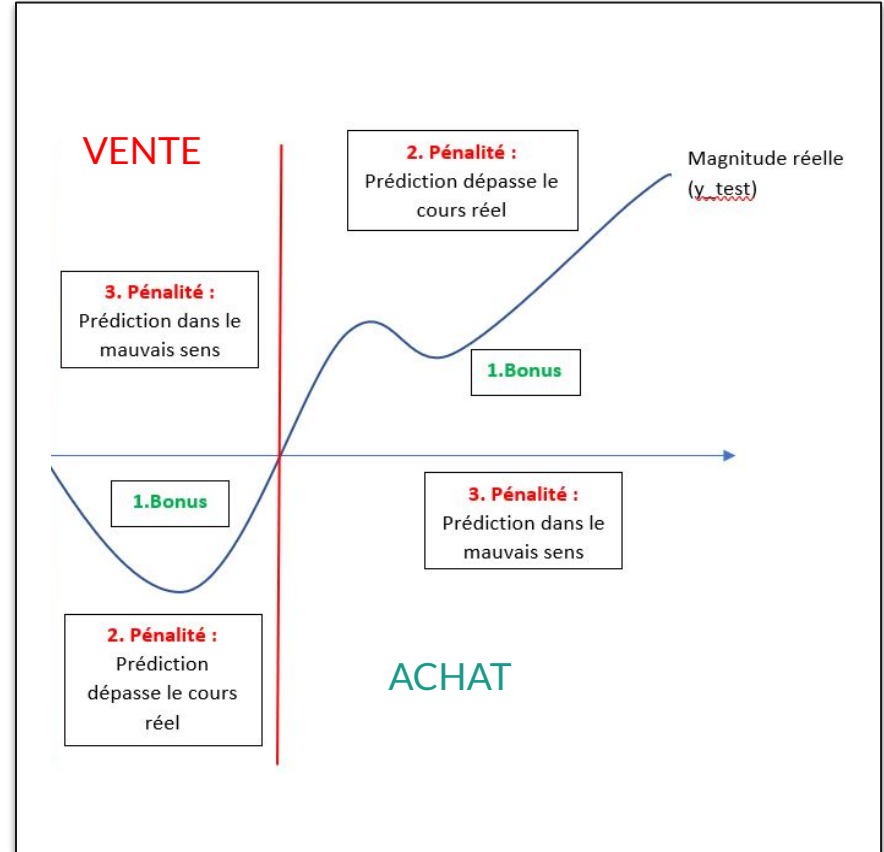 VENTE
2. Pénalité :
Prédiction dépasse le
cours réel
Magnitude réelle
(y_test)
3. Pénalité :
Prédiction dans le
mauvais sens
1.Bonus
1.Bonus
3. Pénalité :
Prédiction dans le
mauvais sens
2. Pénalité :
Prédiction
dépasse le cours
réel
ACHAT